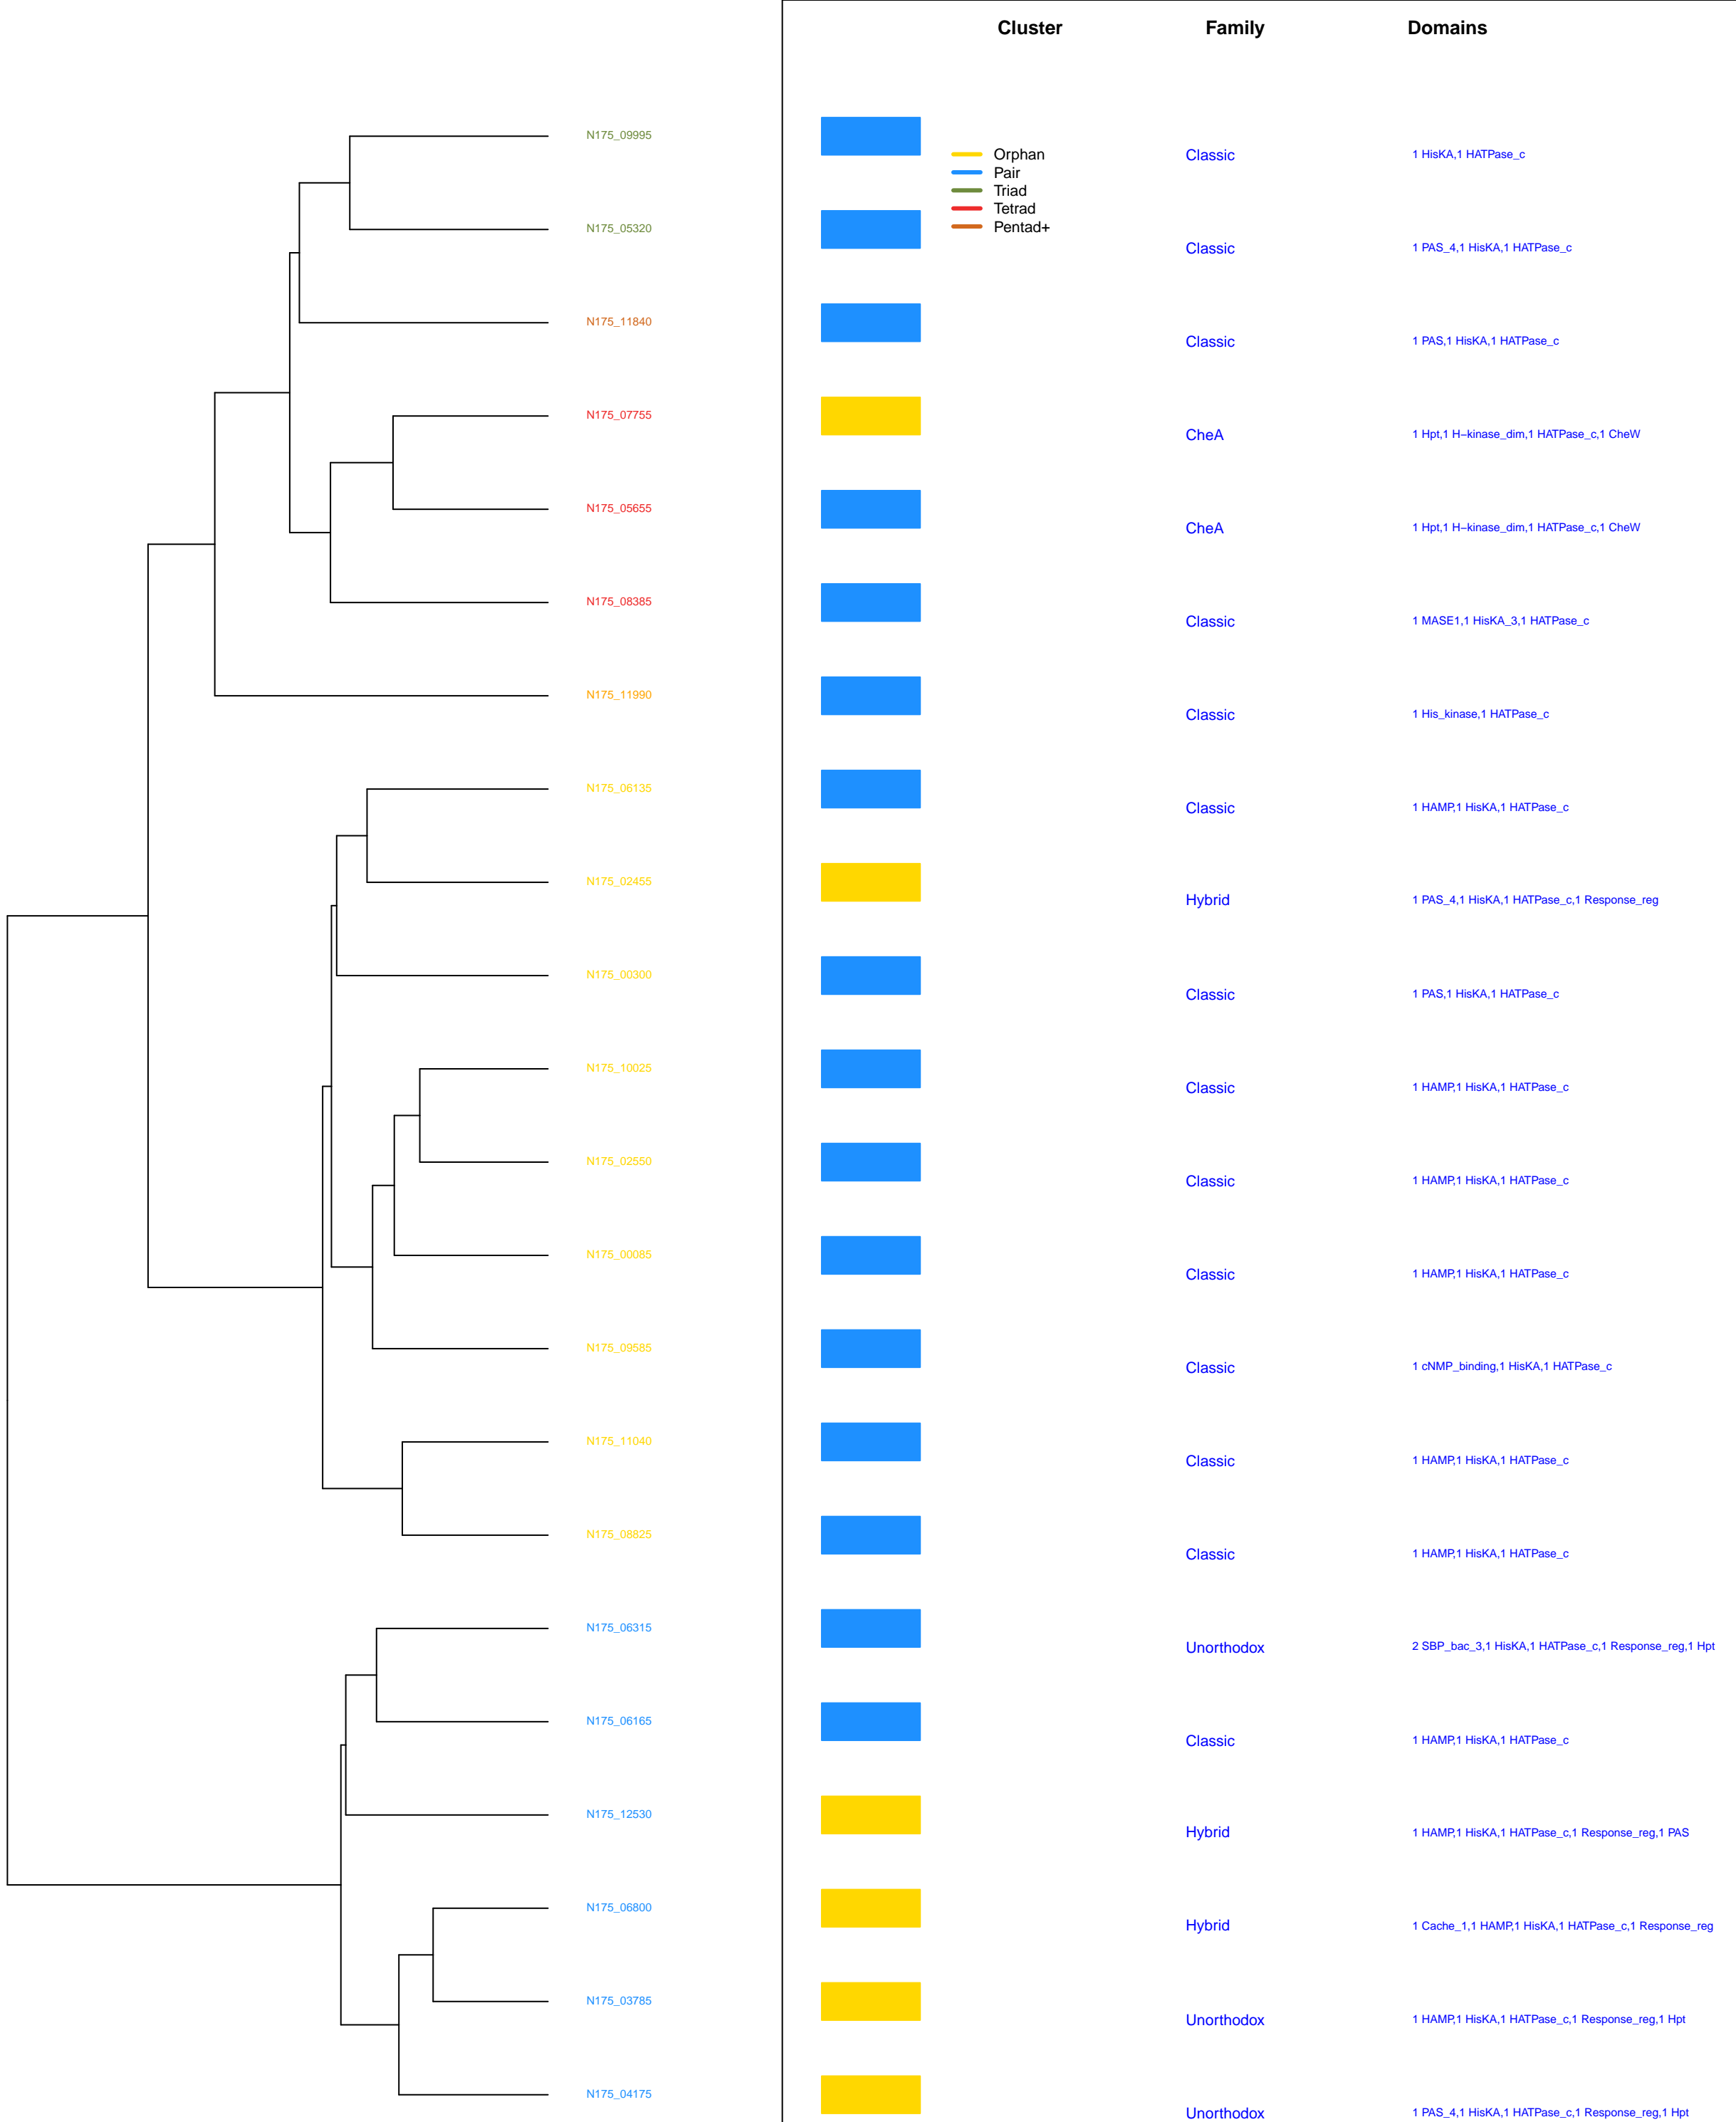 Cluster Family Domains
N175_09995 Classic 1 HisKA,1 HATPase_c
Orphan
Pair
Triad
Tetrad
Pentad+
N175_05320 Classic 1 PAS_4,1 HisKA,1 HATPase_c
N175_11840 Classic 1 PAS,1 HisKA,1 HATPase_c
N175_07755 CheA 1 Hpt,1 H−kinase_dim,1 HATPase_c,1 CheW
N175_05655 CheA 1 Hpt,1 H−kinase_dim,1 HATPase_c,1 CheW
N175_08385 Classic 1 MASE1,1 HisKA_3,1 HATPase_c
N175_11990 Classic 1 His_kinase,1 HATPase_c
N175_06135 Classic 1 HAMP,1 HisKA,1 HATPase_c
N175_02455 Hybrid 1 PAS_4,1 HisKA,1 HATPase_c,1 Response_reg
N175_00300 Classic 1 PAS,1 HisKA,1 HATPase_c
N175_10025 Classic 1 HAMP,1 HisKA,1 HATPase_c
N175_02550 Classic 1 HAMP,1 HisKA,1 HATPase_c
N175_00085 Classic 1 HAMP,1 HisKA,1 HATPase_c
N175_09585 Classic 1 cNMP_binding,1 HisKA,1 HATPase_c
N175_11040 Classic 1 HAMP,1 HisKA,1 HATPase_c
N175_08825 Classic 1 HAMP,1 HisKA,1 HATPase_c
N175_06315 Unorthodox 2 SBP_bac_3,1 HisKA,1 HATPase_c,1 Response_reg,1 Hpt
N175_06165 Classic 1 HAMP,1 HisKA,1 HATPase_c
N175_12530 Hybrid 1 HAMP,1 HisKA,1 HATPase_c,1 Response_reg,1 PAS
N175_06800 Hybrid 1 Cache_1,1 HAMP,1 HisKA,1 HATPase_c,1 Response_reg
N175_03785 Unorthodox 1 HAMP,1 HisKA,1 HATPase_c,1 Response_reg,1 Hpt
N175_04175 Unorthodox 1 PAS_4,1 HisKA,1 HATPase_c,1 Response_reg,1 Hpt